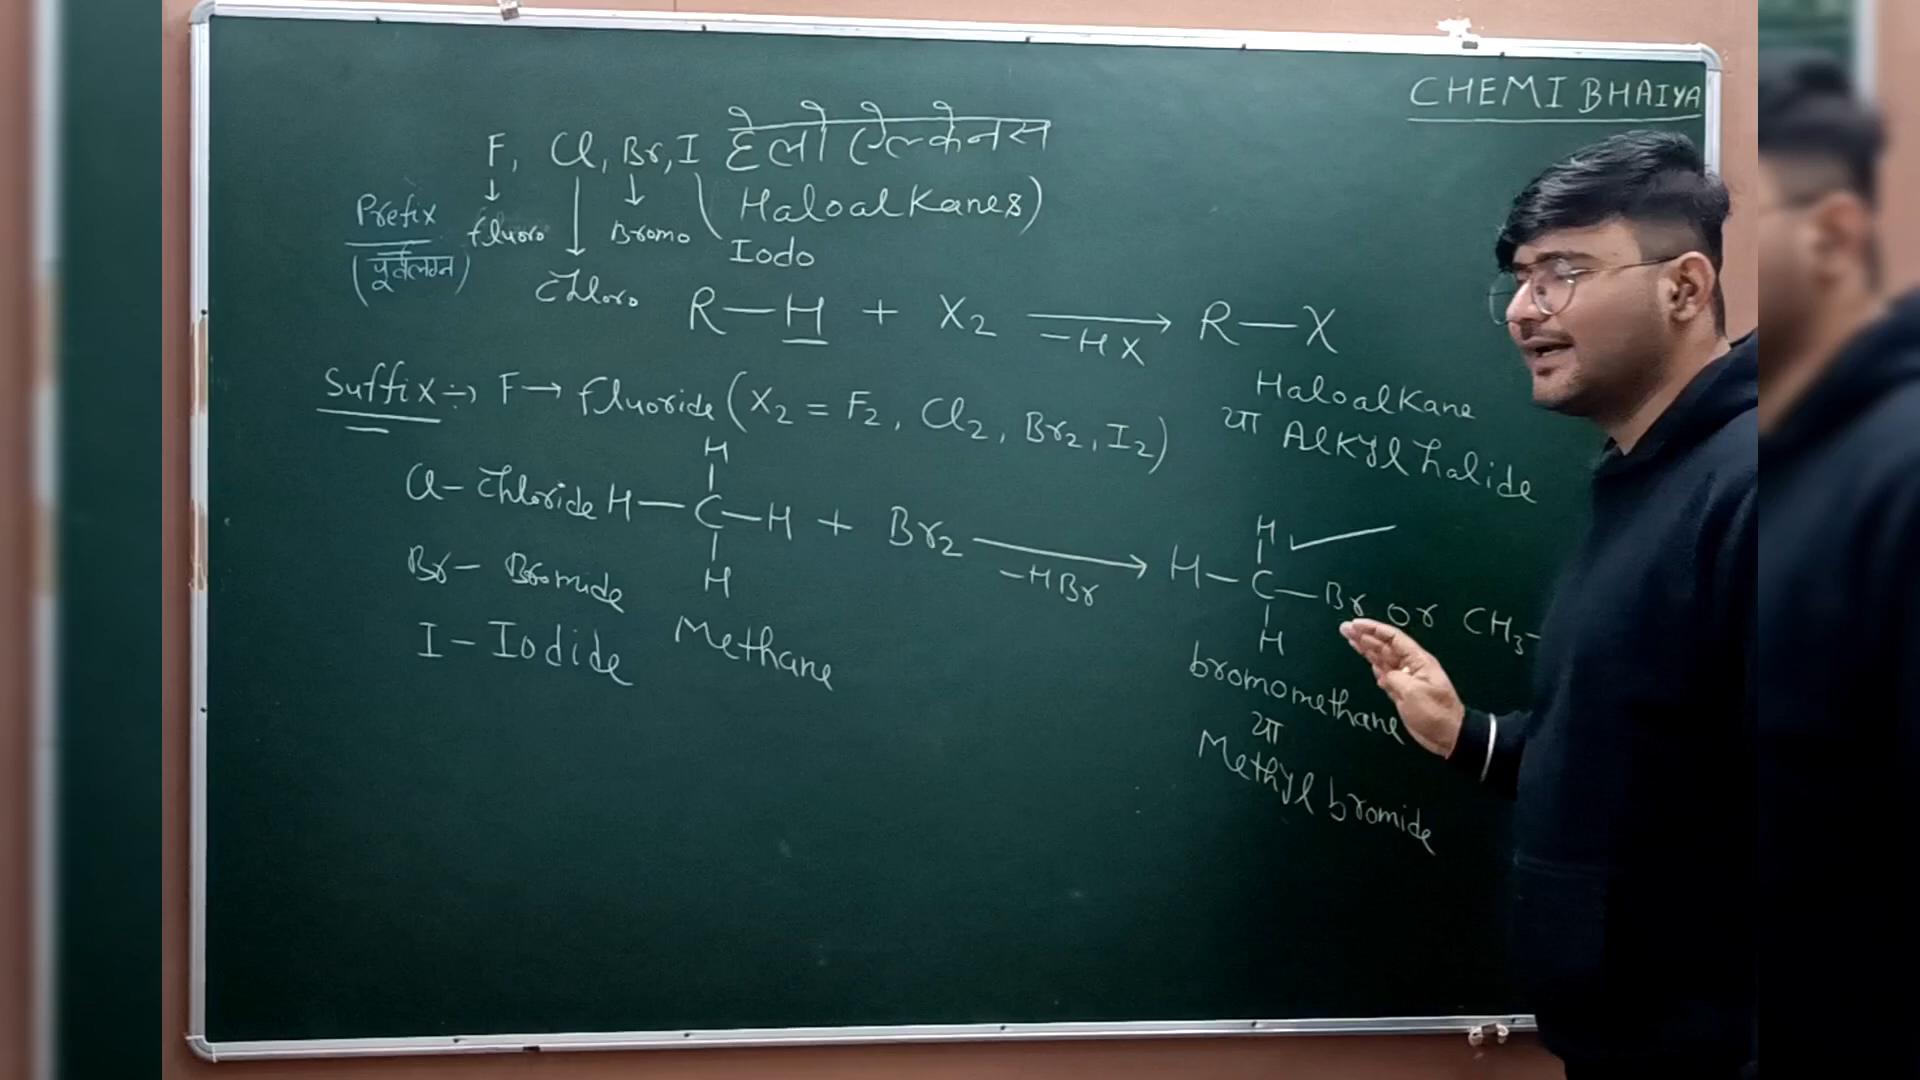 CHEMI BHAIYA
F, Cl, Br, I हेलो ऐल्केनस
(Haloalkanes)
Prefix
(पूर्वलग्न)
fluoro
Bromo
Iodo
Chloro
R—H + X₂ → R—X
-HX
Haloalkane
या Alkyl halide
Suffix:→ F → fluoride (X₂ = F₂, Cl₂, Br₂, I₂)
Cl - Chloride
Br - Bromide
I - Iodide
H
H—C—H + Br₂
H
Methane
-HBr
H
H—C—Br or CH₃-
H
bromomethane
या
Methyl bromide